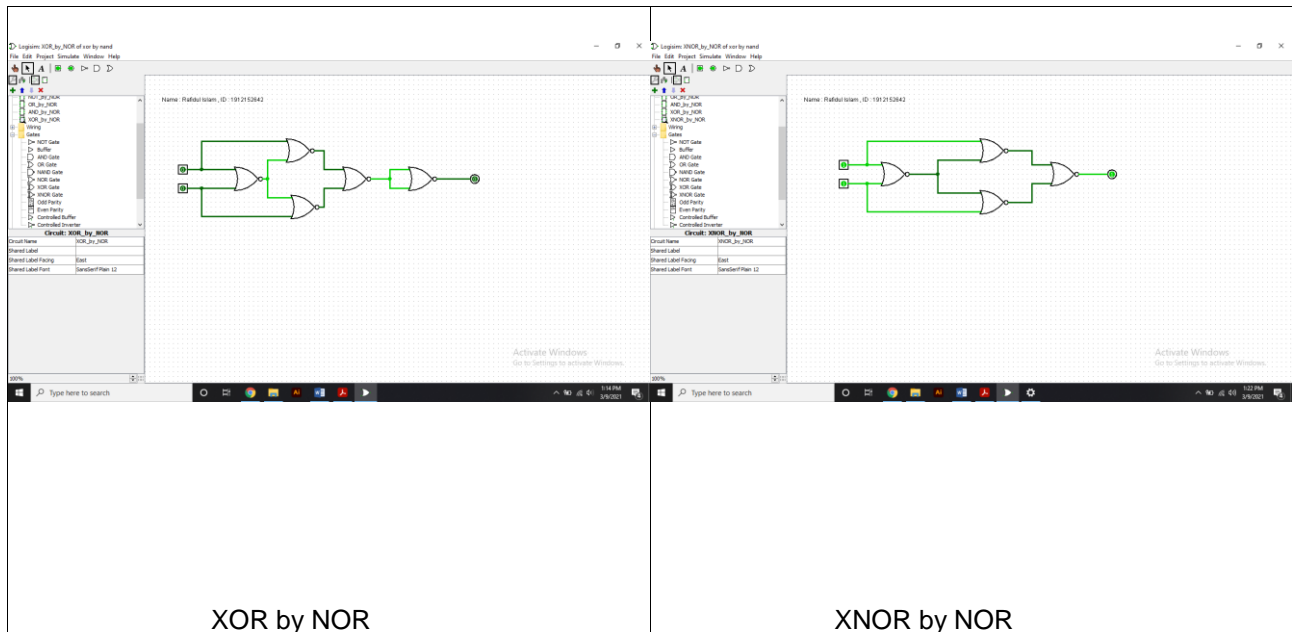 Logisim: XOR_by_NOR of xor by nand
File Edit Project Simulate Window Help
NOT_by_NOR
OR_by_NOR
AND_by_NOR
XOR_by_NOR
Wiring
Gates
NOT Gate
Buffer
AND Gate
OR Gate
NAND Gate
NOR Gate
XOR Gate
XNOR Gate
Odd Parity
Even Parity
Controlled Buffer
Controlled Inverter
Circuit: XOR_by_NOR
Circuit Name XOR_by_NOR
Shared Label
Shared Label Facing East
Shared Label Font SansSerif Plain 12
Name : Rafidul Islam , ID : 1912152642
Activate Windows
Go to Settings to activate Windows.
100%
Type here to search
1:14 PM
3/9/2021
Logisim: XNOR_by_NOR of xor by nand
File Edit Project Simulate Window Help
OR_by_NOR
AND_by_NOR
XOR_by_NOR
XNOR_by_NOR
Wiring
Gates
NOT Gate
Buffer
AND Gate
OR Gate
NAND Gate
NOR Gate
XOR Gate
XNOR Gate
Odd Parity
Even Parity
Controlled Buffer
Controlled Inverter
Circuit: XNOR_by_NOR
Circuit Name XNOR_by_NOR
Shared Label
Shared Label Facing East
Shared Label Font SansSerif Plain 12
Name : Rafidul Islam , ID : 1912152642
Activate Windows
Go to Settings to activate Windows.
100%
Type here to search
1:22 PM
3/9/2021
XOR by NOR
XNOR by NOR